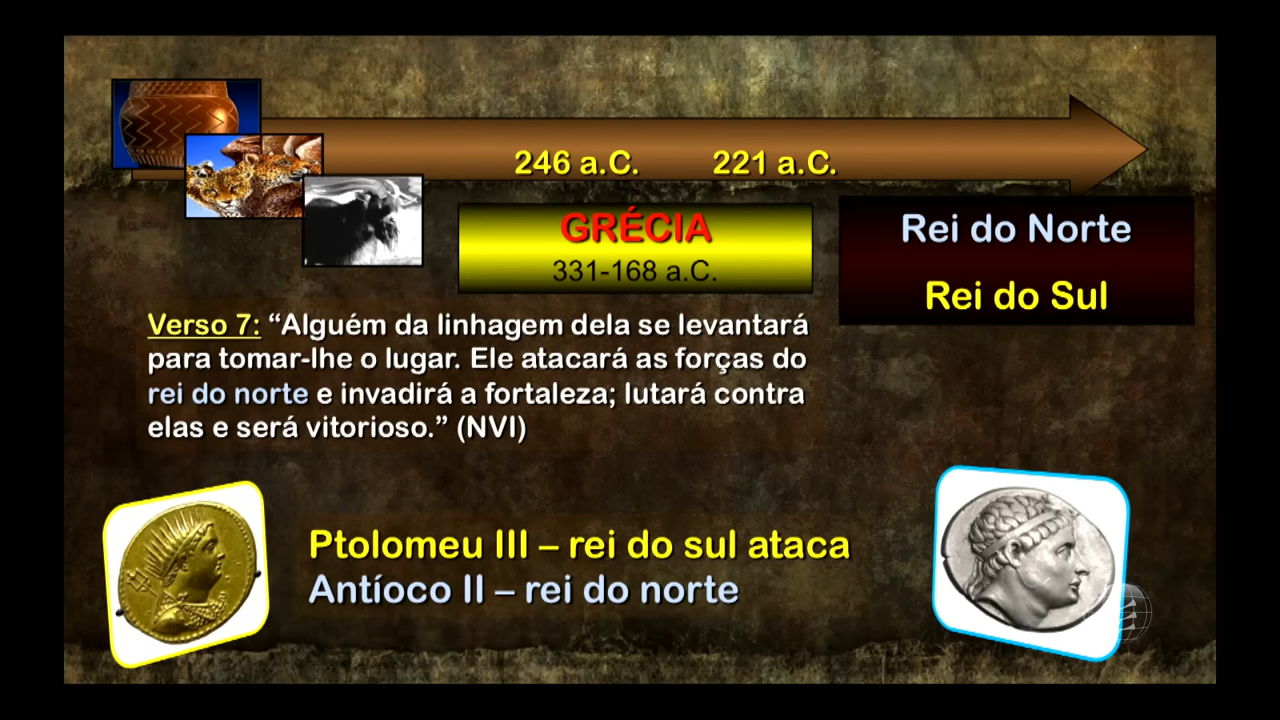 246 a.C. 221 a.C.
GRÉCIA
331-168 a.C.
Rei do Norte
Rei do Sul
Verso 7: “Alguém da linhagem dela se levantará
para tomar-lhe o lugar. Ele atacará as forças do
rei do norte e invadirá a fortaleza; lutará contra
elas e será vitorioso.” (NVI)
Ptolomeu III – rei do sul ataca
Antíoco II – rei do norte